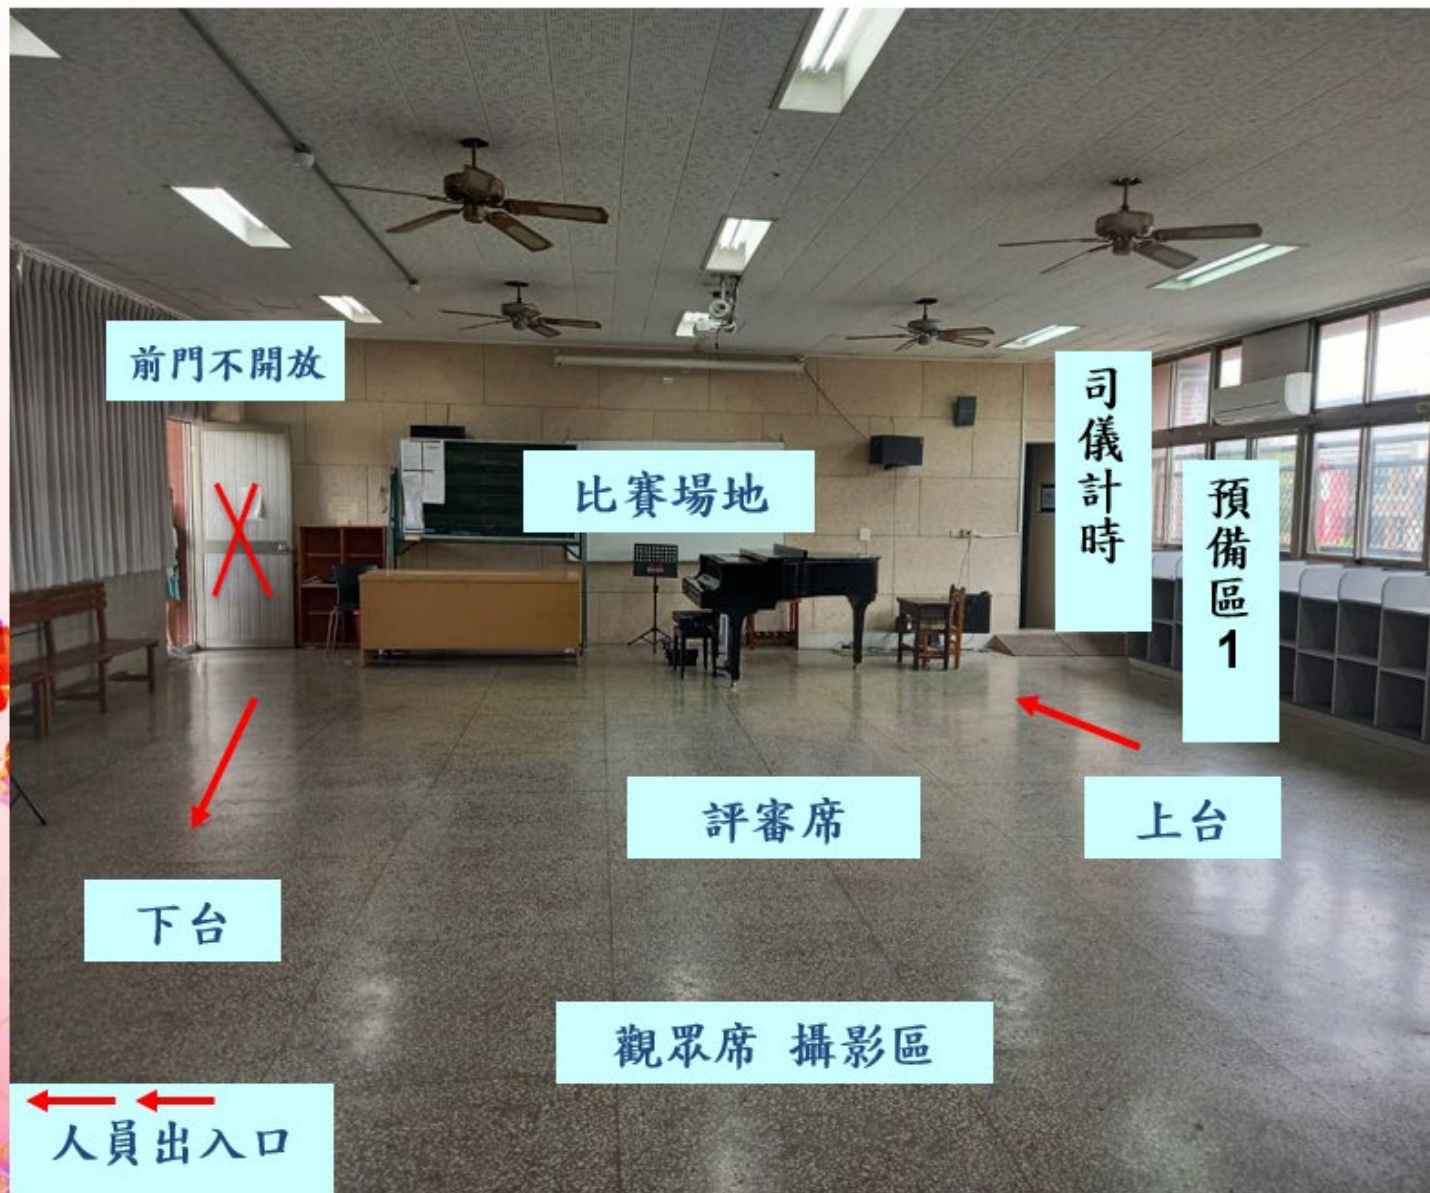 前門不開放
比賽場地
司儀計時
預備區1
評審席
上台
下台
觀眾席 攝影區
人員出入口